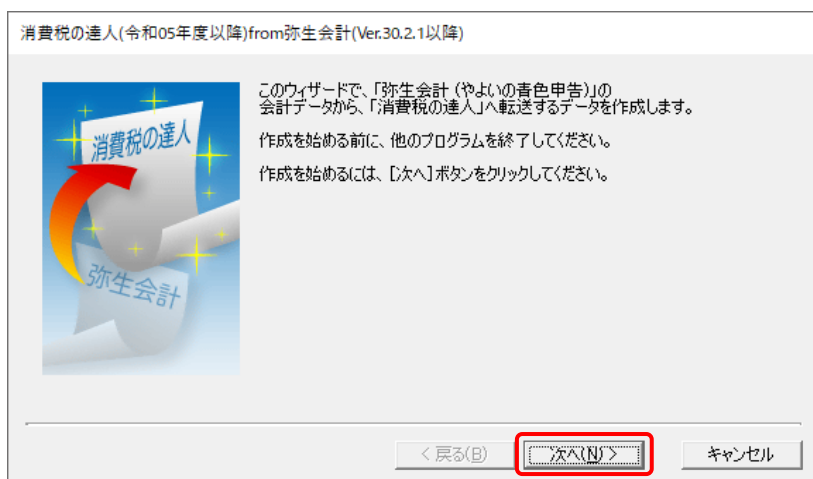 消費税の達人(令和05年度以降)from弥生会計(Ver.30.2.1以降)
このウィザードで、「弥生会計 (やよいの青色申告)」の
会計データから、「消費税の達人」へ転送するデータを作成します。
作成を始める前に、他のプログラムを終了してください。
作成を始めるには、[次へ]ボタンをクリックしてください。
消費税の達人
弥生会計
< 戻る(B)
次へ(N) >
キャンセル